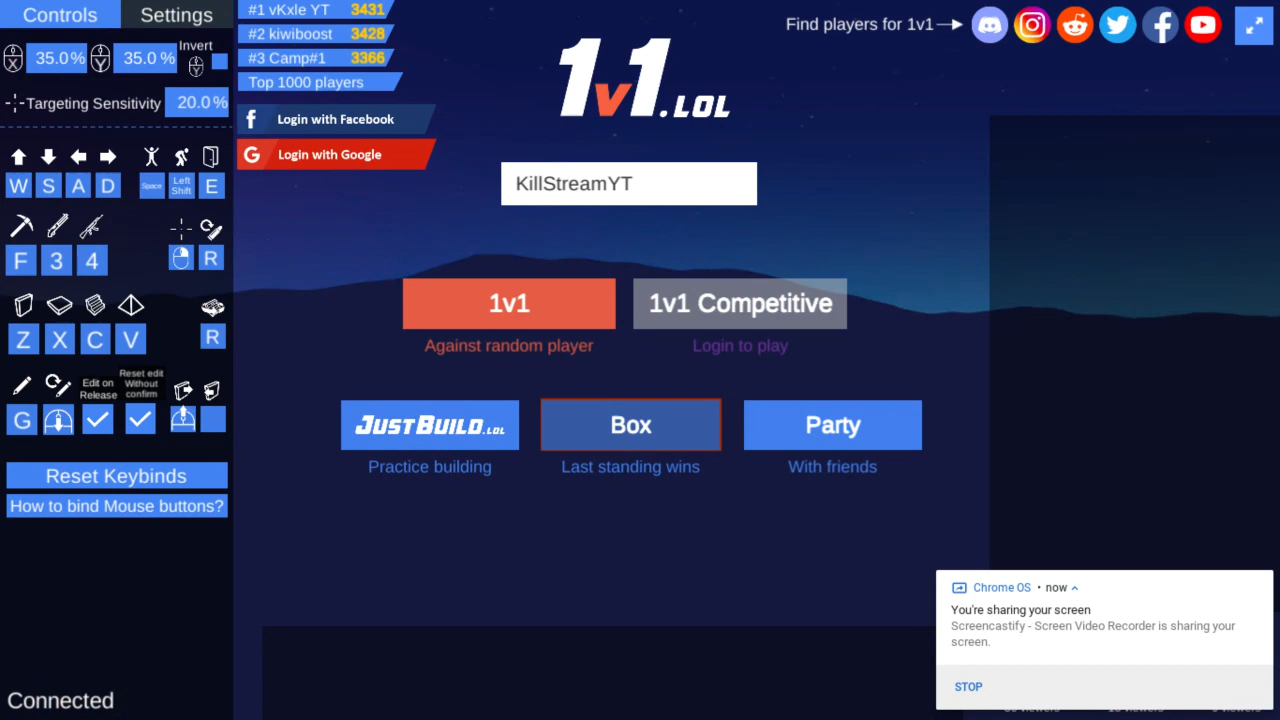 Controls
Settings
35.0%
35.0%
Invert
Targeting Sensitivity
20.0%
W
S
A
D
Space
Left
Shift
E
F
3
4
R
Z
X
C
V
R
Edit on
Release
Reset edit
Without
confirm
G
Reset Keybinds
How to bind Mouse buttons?
Connected
#1 vKxle YT 3431
#2 kiwiboost 3428
#3 Camp#1 3366
Top 1000 players
f Login with Facebook
G Login with Google
1v1.LOL
Find players for 1v1
KillStreamYT
1v1
Against random player
1v1 Competitive
Login to play
JUSTBUILD.LOL
Practice building
Box
Last standing wins
Party
With friends
Chrome OS • now
You're sharing your screen
Screencastify - Screen Video Recorder is sharing your
screen.
STOP